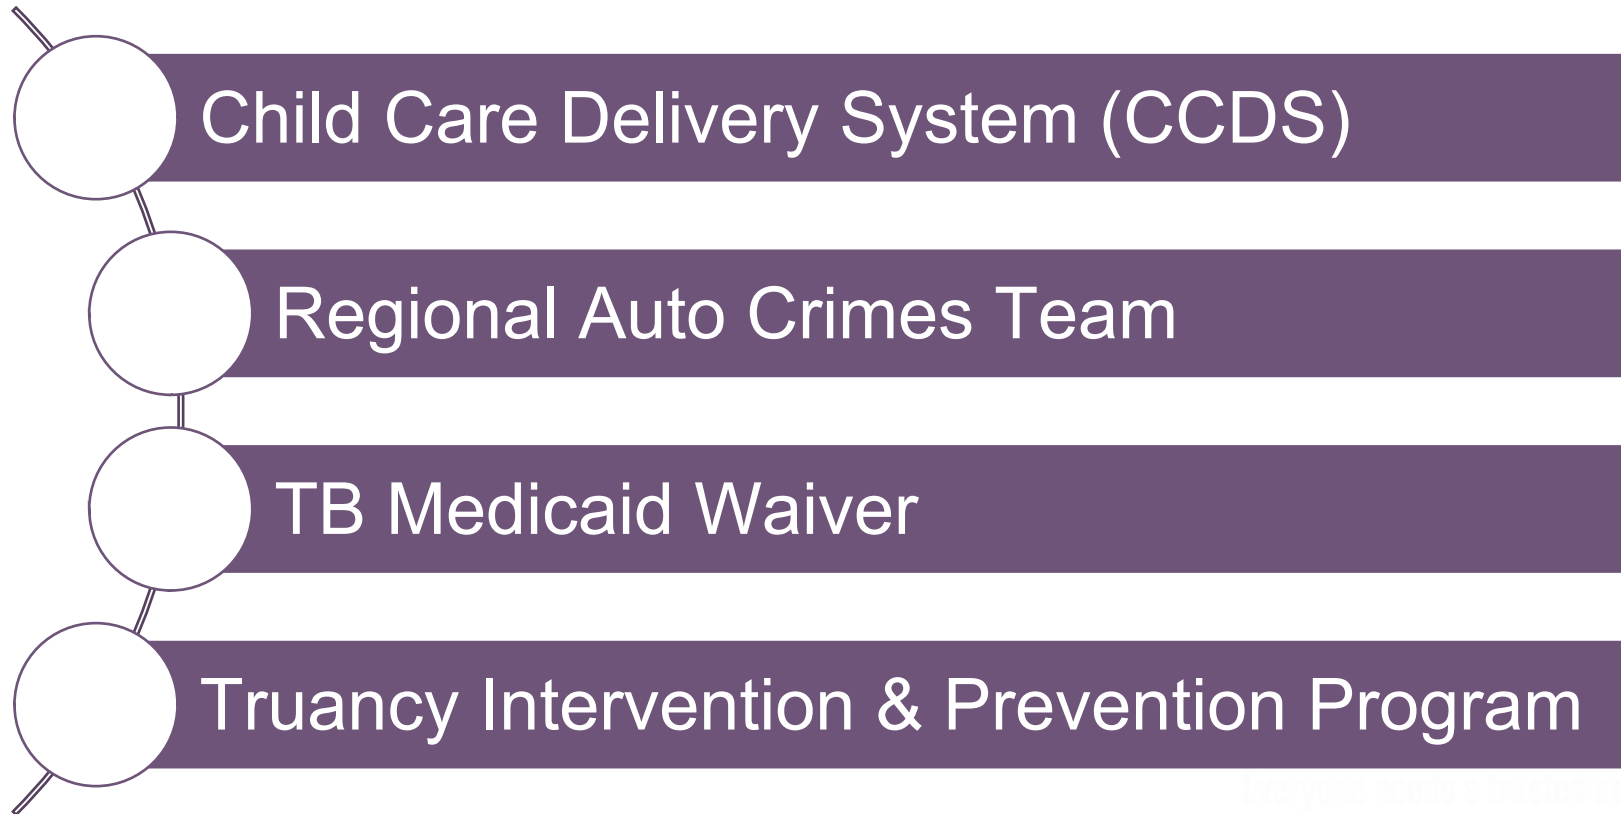 Child Care Delivery System (CCDS)
Regional Auto Crimes Team
TB Medicaid Waiver
Truancy Intervention & Prevention Program